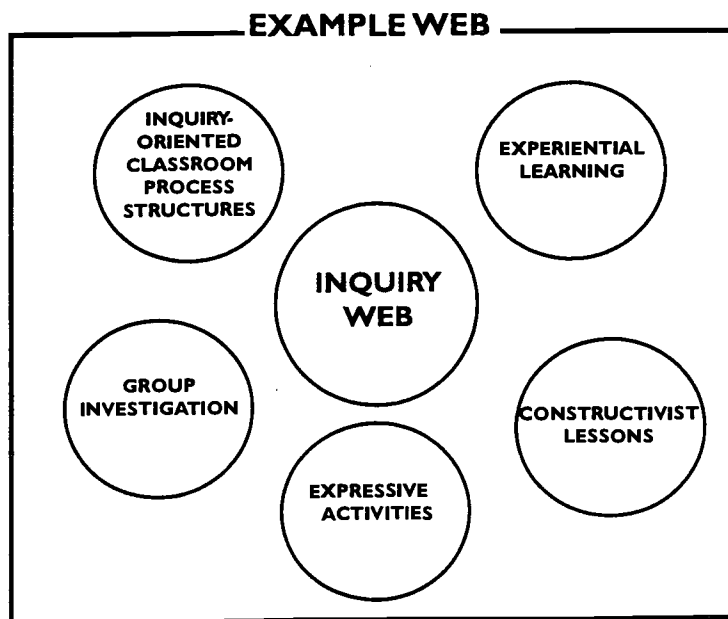 EXAMPLE WEB
INQUIRY-
ORIENTED
CLASSROOM
PROCESS
STRUCTURES
EXPERIENTIAL
LEARNING
INQUIRY
WEB
GROUP
INVESTIGATION
CONSTRUCTIVIST
LESSONS
EXPRESSIVE
ACTIVITIES